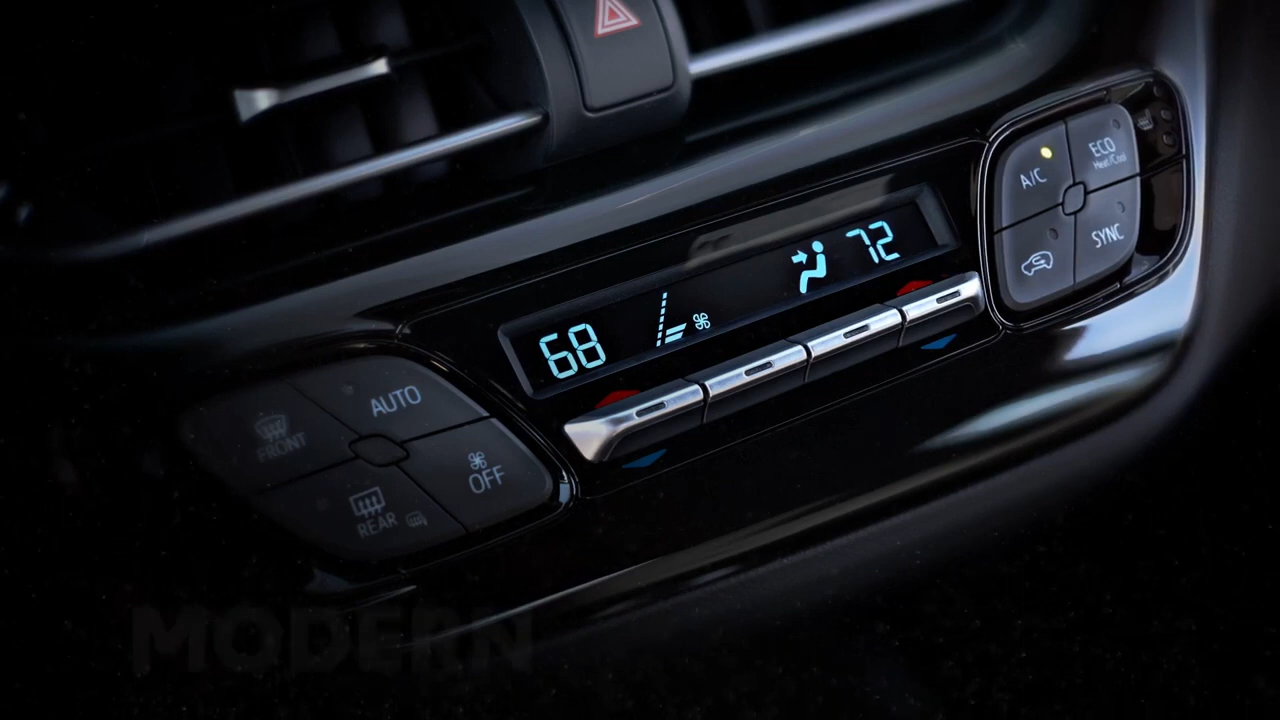 A/C
ECO
Heat/Cool
SYNC
72
68
AUTO
FRONT
OFF
REAR
MODERN